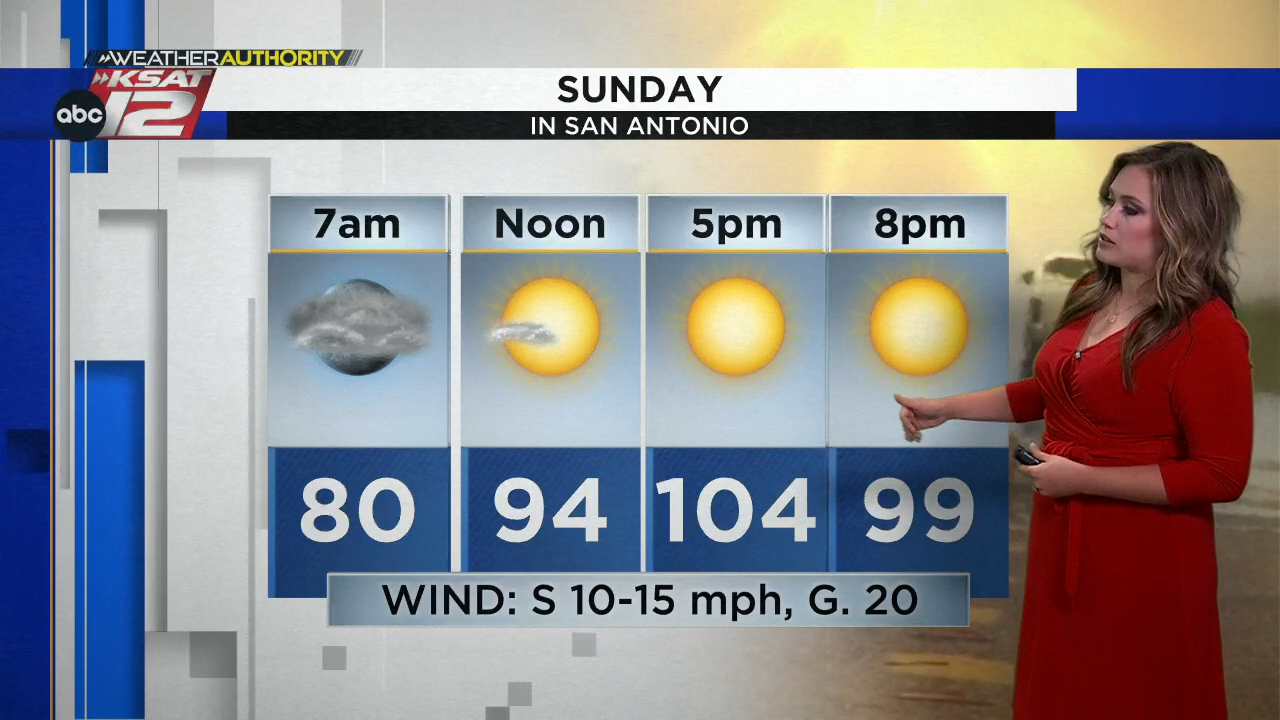 WEATHERAUTHORITY
KSAT
abc 12
SUNDAY
IN SAN ANTONIO
7am Noon 5pm 8pm
80 94 104 99
WIND: S 10-15 mph, G. 20